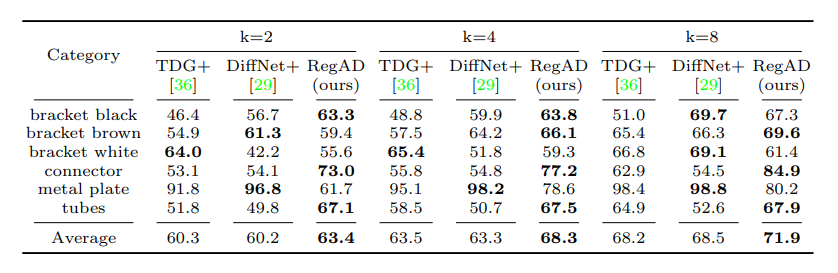 k=2 k=4 k=8
Category
TDG+ DiffNet+ RegAD TDG+ DiffNet+ RegAD TDG+ DiffNet+ RegAD
[36] [29] (ours) [36] [29] (ours) [36] [29] (ours)
bracket black 46.4 56.7 63.3 48.8 59.9 63.8 51.0 69.7 67.3
bracket brown 54.9 61.3 59.4 57.5 64.2 66.1 65.4 66.3 69.6
bracket white 64.0 42.2 55.6 65.4 51.8 59.3 66.8 69.1 61.4
connector 53.1 54.1 73.0 55.8 54.8 77.2 62.9 54.5 84.9
metal plate 91.8 96.8 61.7 95.1 98.2 78.6 98.4 98.8 80.2
tubes 51.8 49.8 67.1 58.5 50.7 67.5 64.9 52.6 67.9
Average 60.3 60.2 63.4 63.5 63.3 68.3 68.2 68.5 71.9